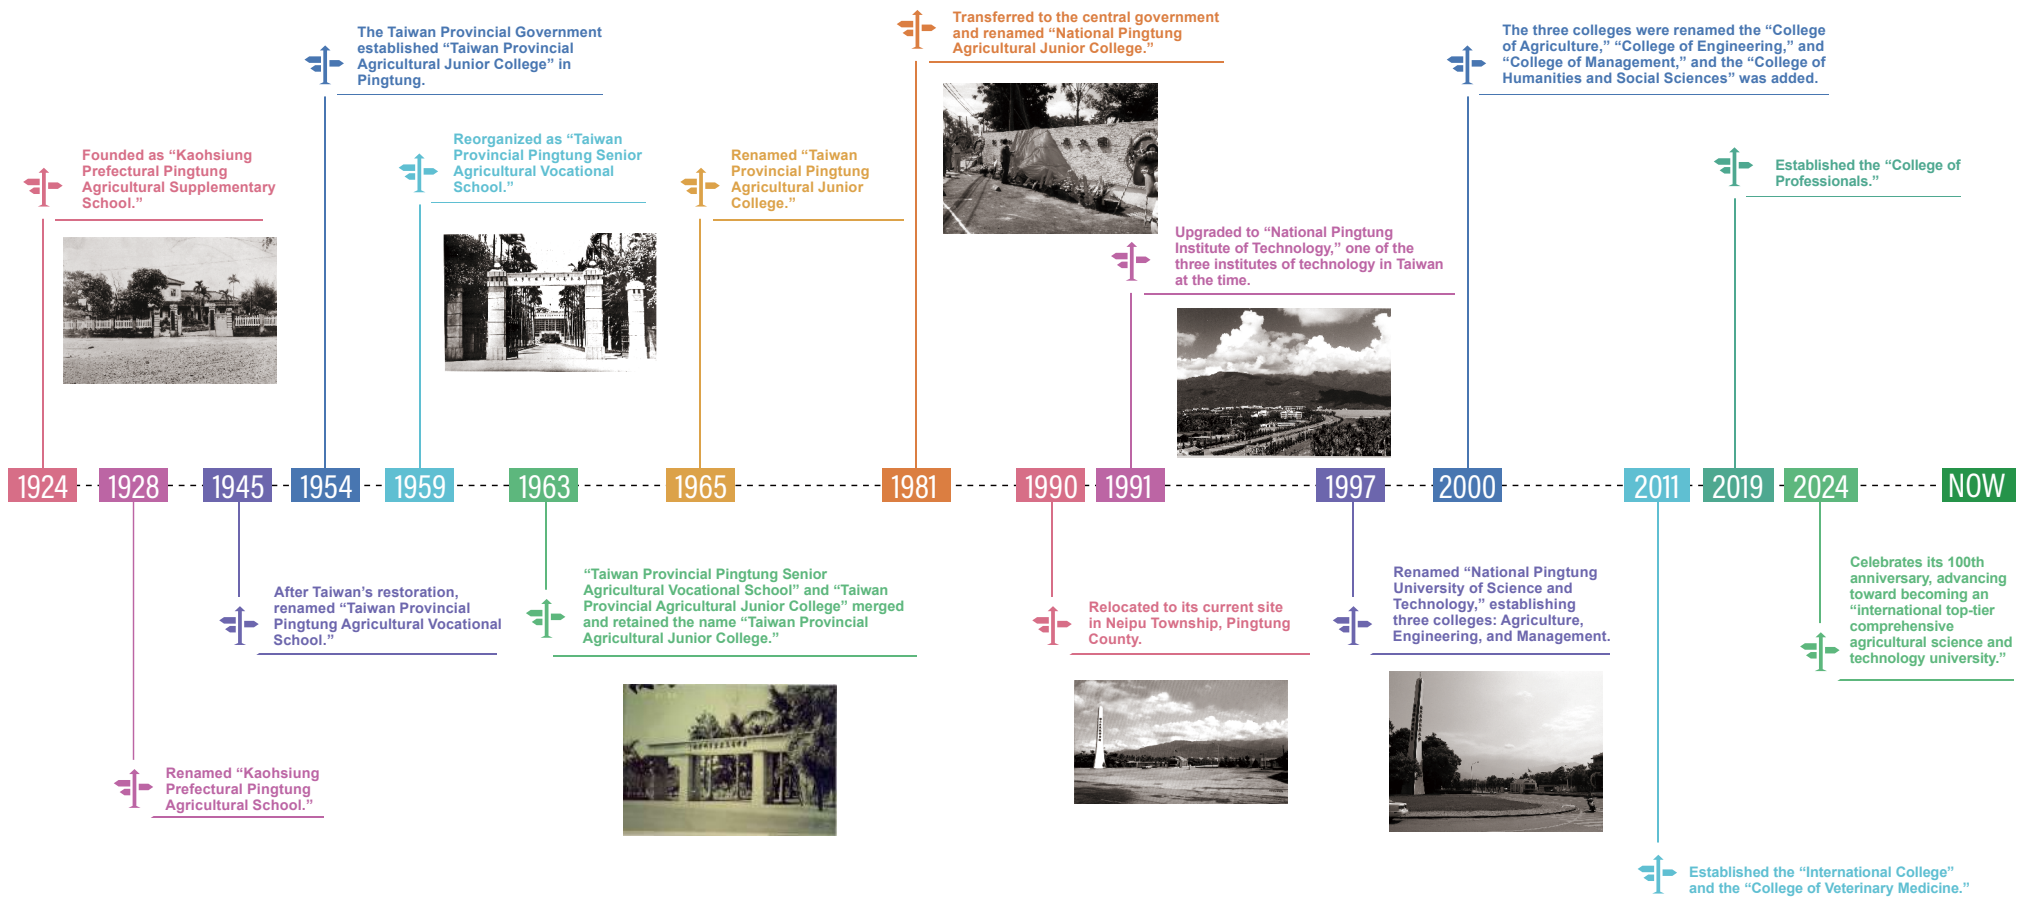 The Taiwan Provincial Government
established “Taiwan Provincial
Agricultural Junior College” in
Pingtung.
Transferred to the central government
and renamed “National Pingtung
Agricultural Junior College.”
The three colleges were renamed the “College
of Agriculture,” “College of Engineering,” and
“College of Management,” and the “College of
Humanities and Social Sciences” was added.
Founded as “Kaohsiung
Prefectural Pingtung
Agricultural Supplementary
School.”
Reorganized as “Taiwan
Provincial Pingtung Senior
Agricultural Vocational
School.”
Renamed “Taiwan
Provincial Pingtung
Agricultural Junior
College.”
Upgraded to “National Pingtung
Institute of Technology,” one of the
three institutes of technology in Taiwan
at the time.
Established the “College of
Professionals.”
1924
1928
1945
1954
1959
1963
1965
1981
1990
1991
1997
2000
2011
2019
2024
NOW
After Taiwan’s restoration,
renamed “Taiwan Provincial
Pingtung Agricultural Vocational
School.”
“Taiwan Provincial Pingtung Senior
Agricultural Vocational School” and “Taiwan
Provincial Agricultural Junior College” merged
and retained the name “Taiwan Provincial
Agricultural Junior College.”
Relocated to its current site
in Neipu Township, Pingtung
County.
Renamed “National Pingtung
University of Science and
Technology,” establishing
three colleges: Agriculture,
Engineering, and Management.
Celebrates its 100th
anniversary, advancing
toward becoming an
“international top-tier
comprehensive
agricultural science and
technology university.”
Renamed “Kaohsiung
Prefectural Pingtung
Agricultural School.”
Established the “International College”
and the “College of Veterinary Medicine.”